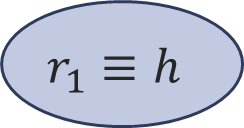 r₁ ≡ h